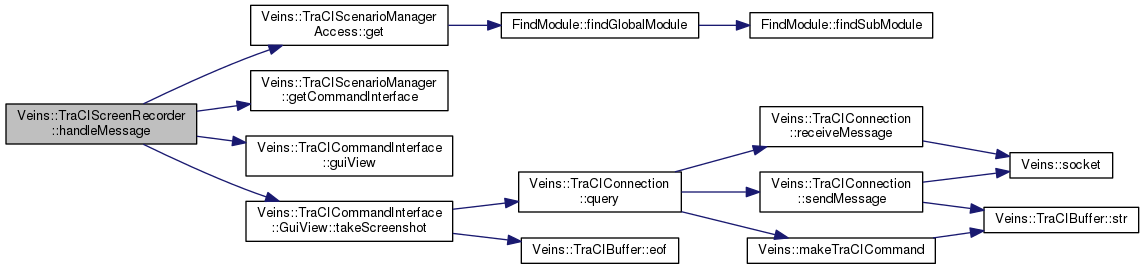 Veins::TraCIScreenRecorder
::handleMessage
Veins::TraCIScenarioManager
Access::get
Veins::TraCIScenarioManager
::getCommandInterface
Veins::TraCICommandInterface
::guiView
Veins::TraCICommandInterface
::GuiView::takeScreenshot
FindModule::findGlobalModule
FindModule::findSubModule
Veins::TraCIConnection
::query
Veins::TraCIBuffer::eof
Veins::TraCIConnection
::receiveMessage
Veins::TraCIConnection
::sendMessage
Veins::makeTraCICommand
Veins::socket
Veins::TraCIBuffer::str